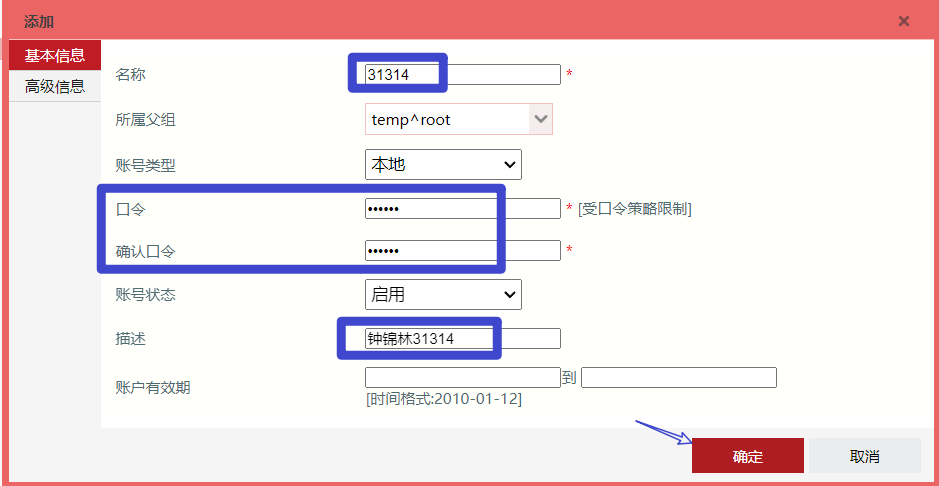 添加
基本信息
高级信息
名称 31314 *
所属父组 temp^root
账号类型 本地
口令 •••••• * [受口令策略限制]
确认口令 •••••• *
账号状态 启用
描述 钟锦林31314
账户有效期 到
[时间格式:2010-01-12]
确定 取消